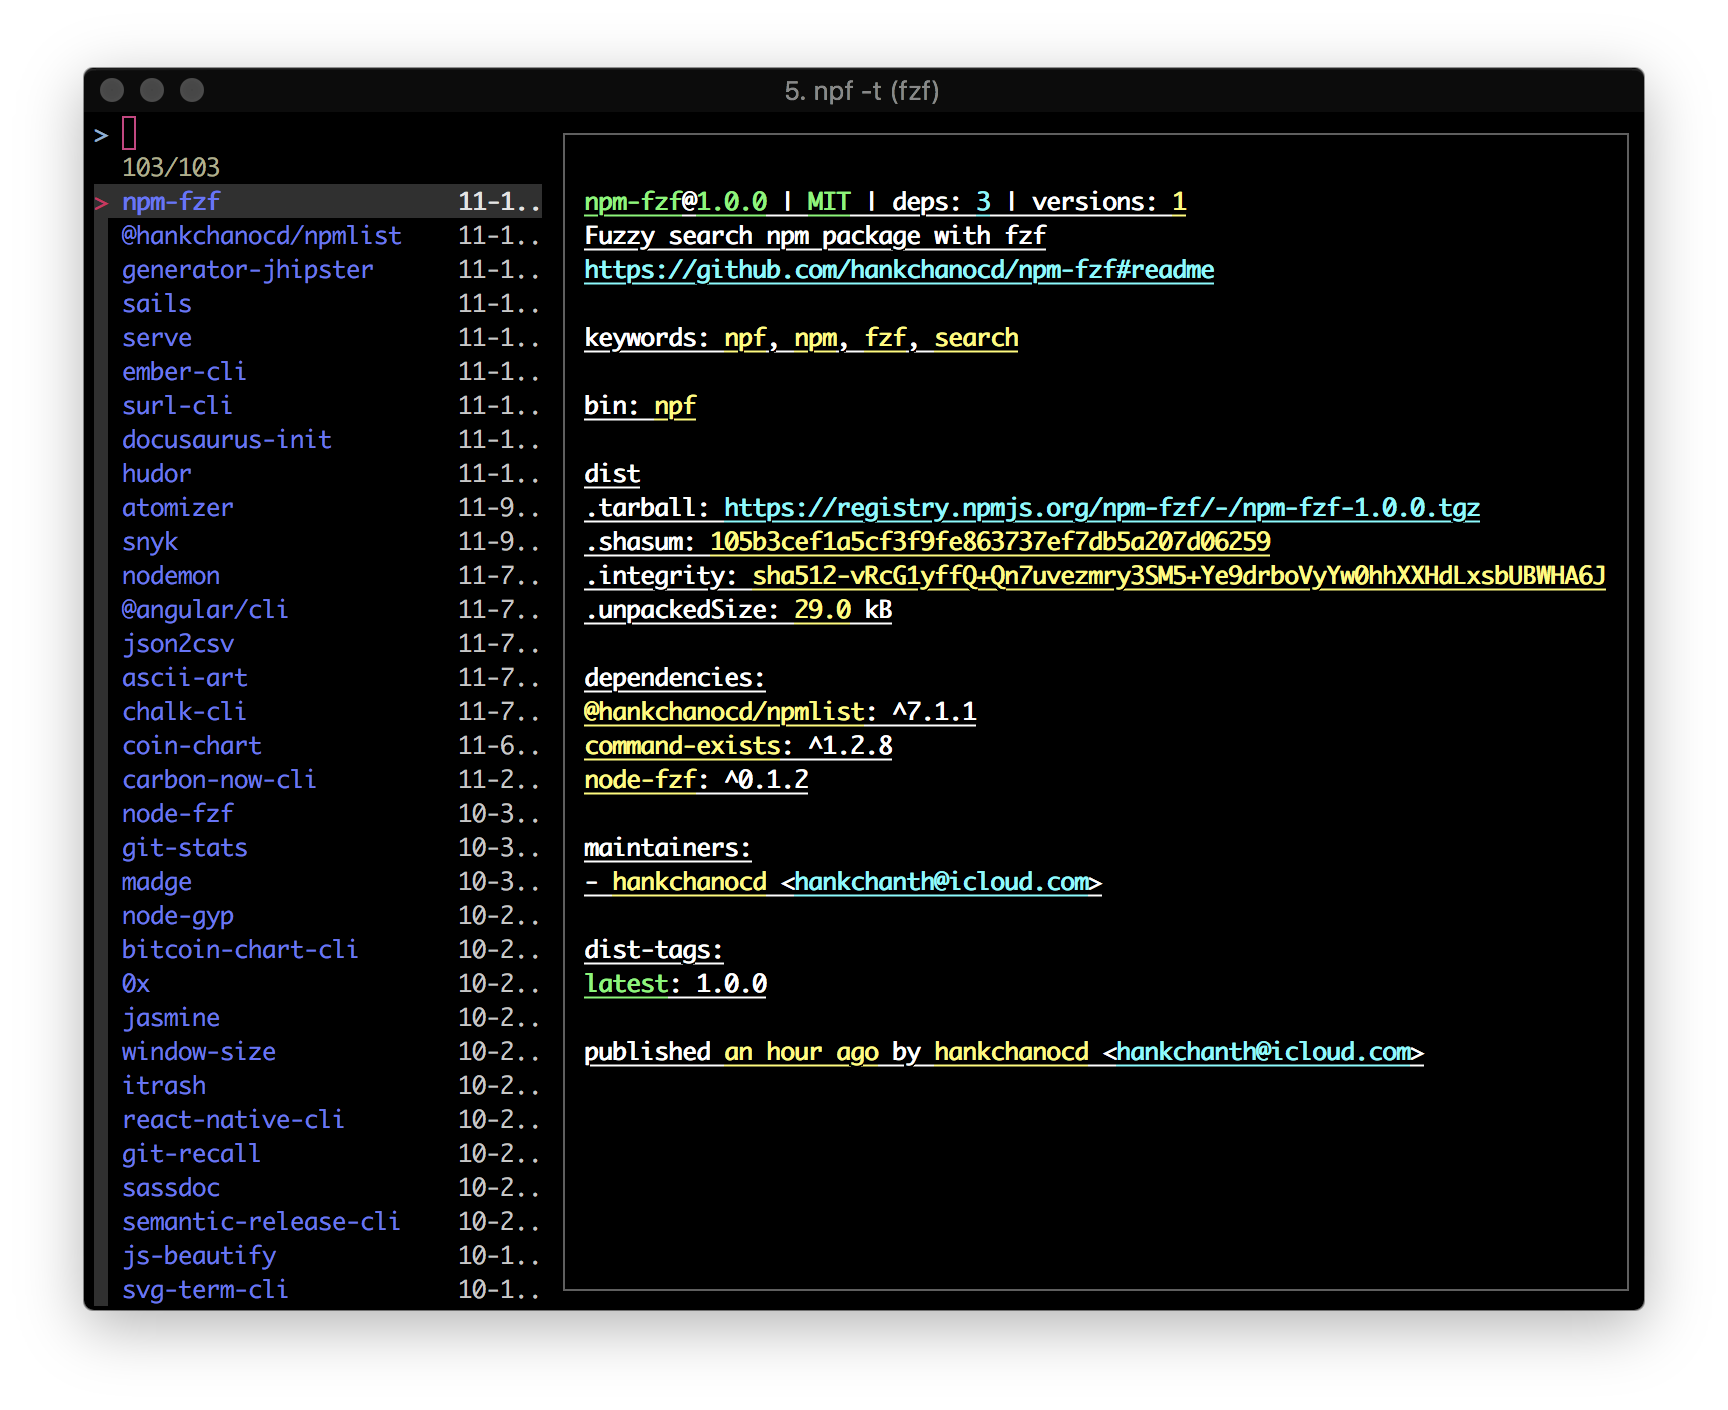 5. npf -t (fzf)
>
103/103
> npm-fzf 11-1..
@hankchanocd/npmlist 11-1..
generator-jhipster 11-1..
sails 11-1..
serve 11-1..
ember-cli 11-1..
surl-cli 11-1..
docusaurus-init 11-1..
hudor 11-1..
atomizer 11-9..
snyk 11-9..
nodemon 11-7..
@angular/cli 11-7..
json2csv 11-7..
ascii-art 11-7..
chalk-cli 11-7..
coin-chart 11-6..
carbon-now-cli 11-2..
node-fzf 10-3..
git-stats 10-3..
madge 10-3..
node-gyp 10-2..
bitcoin-chart-cli 10-2..
0x 10-2..
jasmine 10-2..
window-size 10-2..
itrash 10-2..
react-native-cli 10-2..
git-recall 10-2..
sassdoc 10-2..
semantic-release-cli 10-2..
js-beautify 10-1..
svg-term-cli 10-1..
npm-fzf@1.0.0 | MIT | deps: 3 | versions: 1
Fuzzy search npm package with fzf
https://github.com/hankchanocd/npm-fzf#readme
keywords: npf, npm, fzf, search
bin: npf
dist
.tarball: https://registry.npmjs.org/npm-fzf/-/npm-fzf-1.0.0.tgz
.shasum: 105b3cef1a5cf3f9fe863737ef7db5a207d06259
.integrity: sha512-vRcG1yffQ+Qn7uvezmry3SM5+Ye9drboVyYw0hhXXHdLxsbUBWHA6J
.unpackedSize: 29.0 kB
dependencies:
@hankchanocd/npmlist: ^7.1.1
command-exists: ^1.2.8
node-fzf: ^0.1.2
maintainers:
- hankchanocd <hankchanth@icloud.com>
dist-tags:
latest: 1.0.0
published an hour ago by hankchanocd <hankchanth@icloud.com>